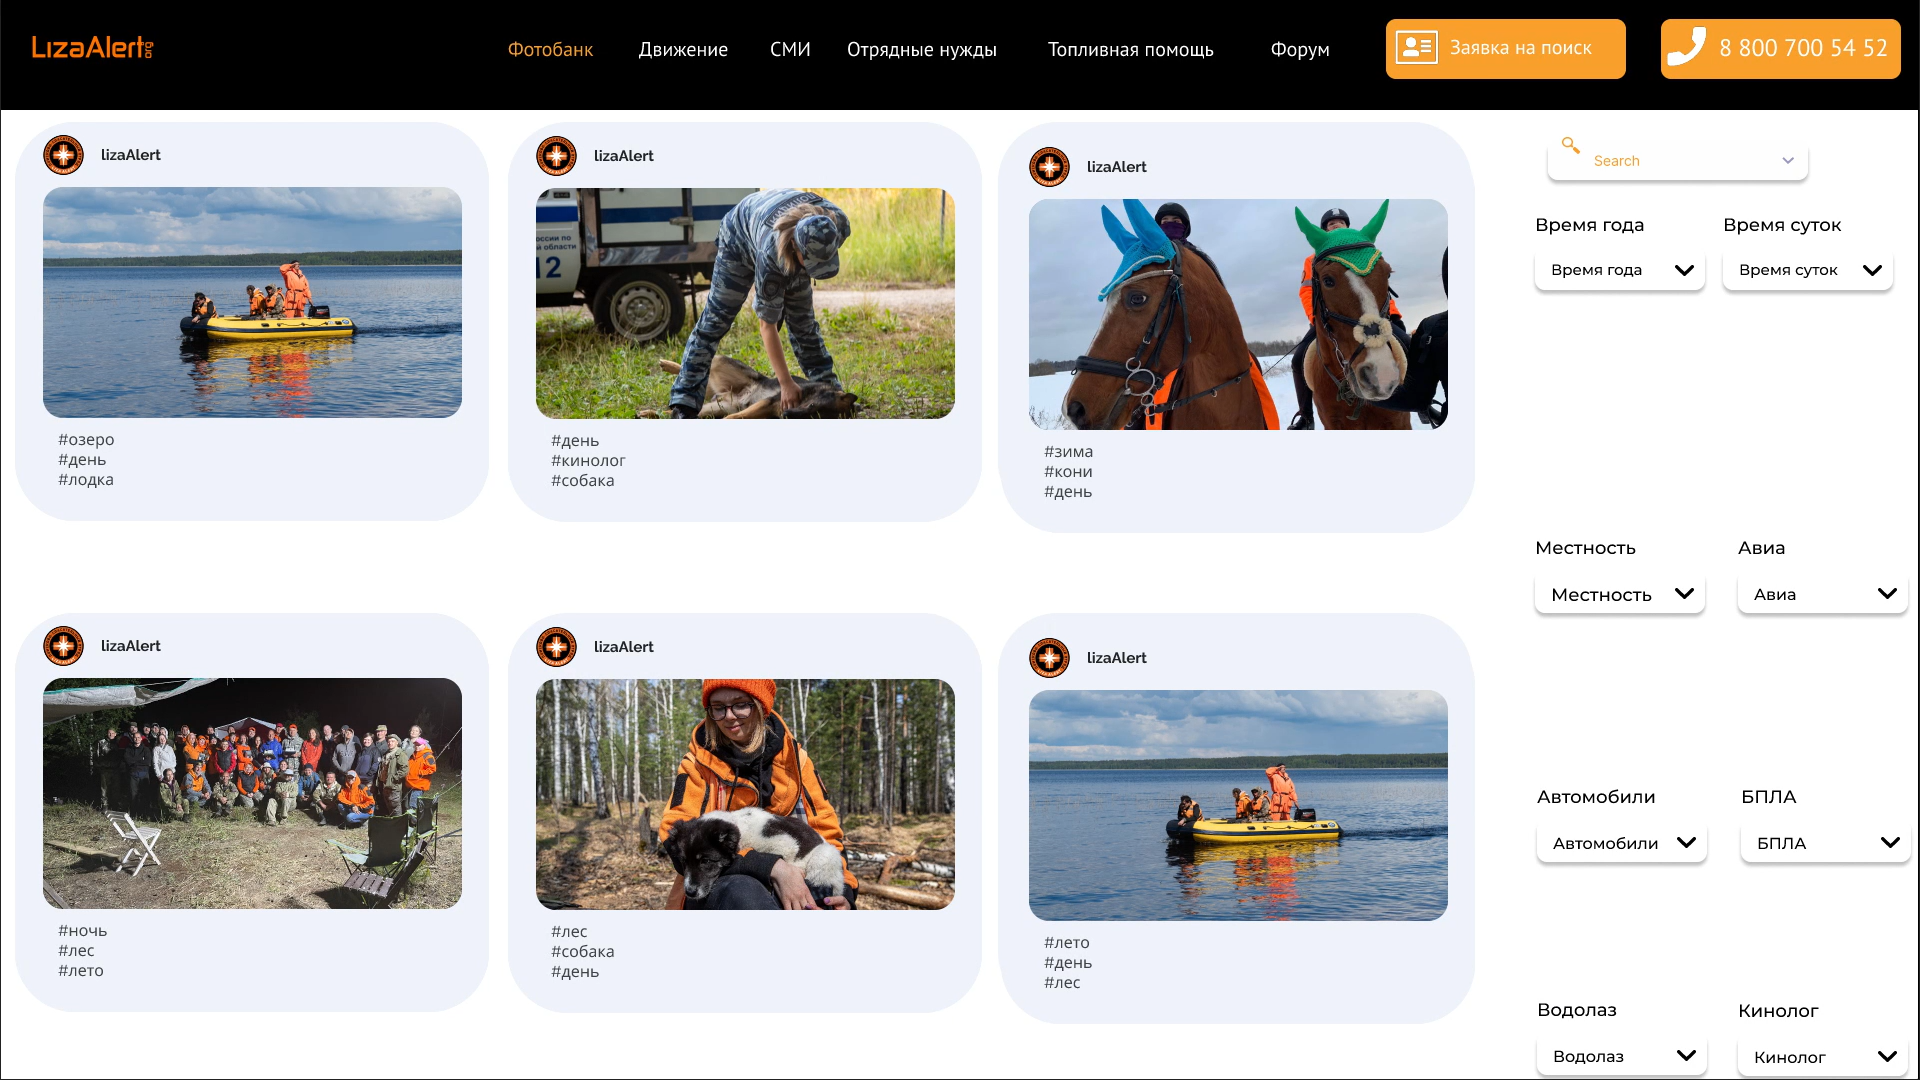 LizaAlert.org
Фотобанк
Движение
СМИ
Отрядные нужды
Топливная помощь
Форум
Заявка на поиск
8 800 700 54 52
lizaAlert
#озеро
#день
#лодка
lizaAlert
12
#день
#кинолог
#собака
lizaAlert
#зима
#кони
#день
Search
Время года
Время суток
Время года
Время суток
Местность
Авиа
Местность
Авиа
lizaAlert
#ночь
#лес
#лето
lizaAlert
#лес
#собака
#день
lizaAlert
#лето
#день
#лес
Автомобили
БПЛА
Автомобили
БПЛА
Водолаз
Кинолог
Водолаз
Кинолог